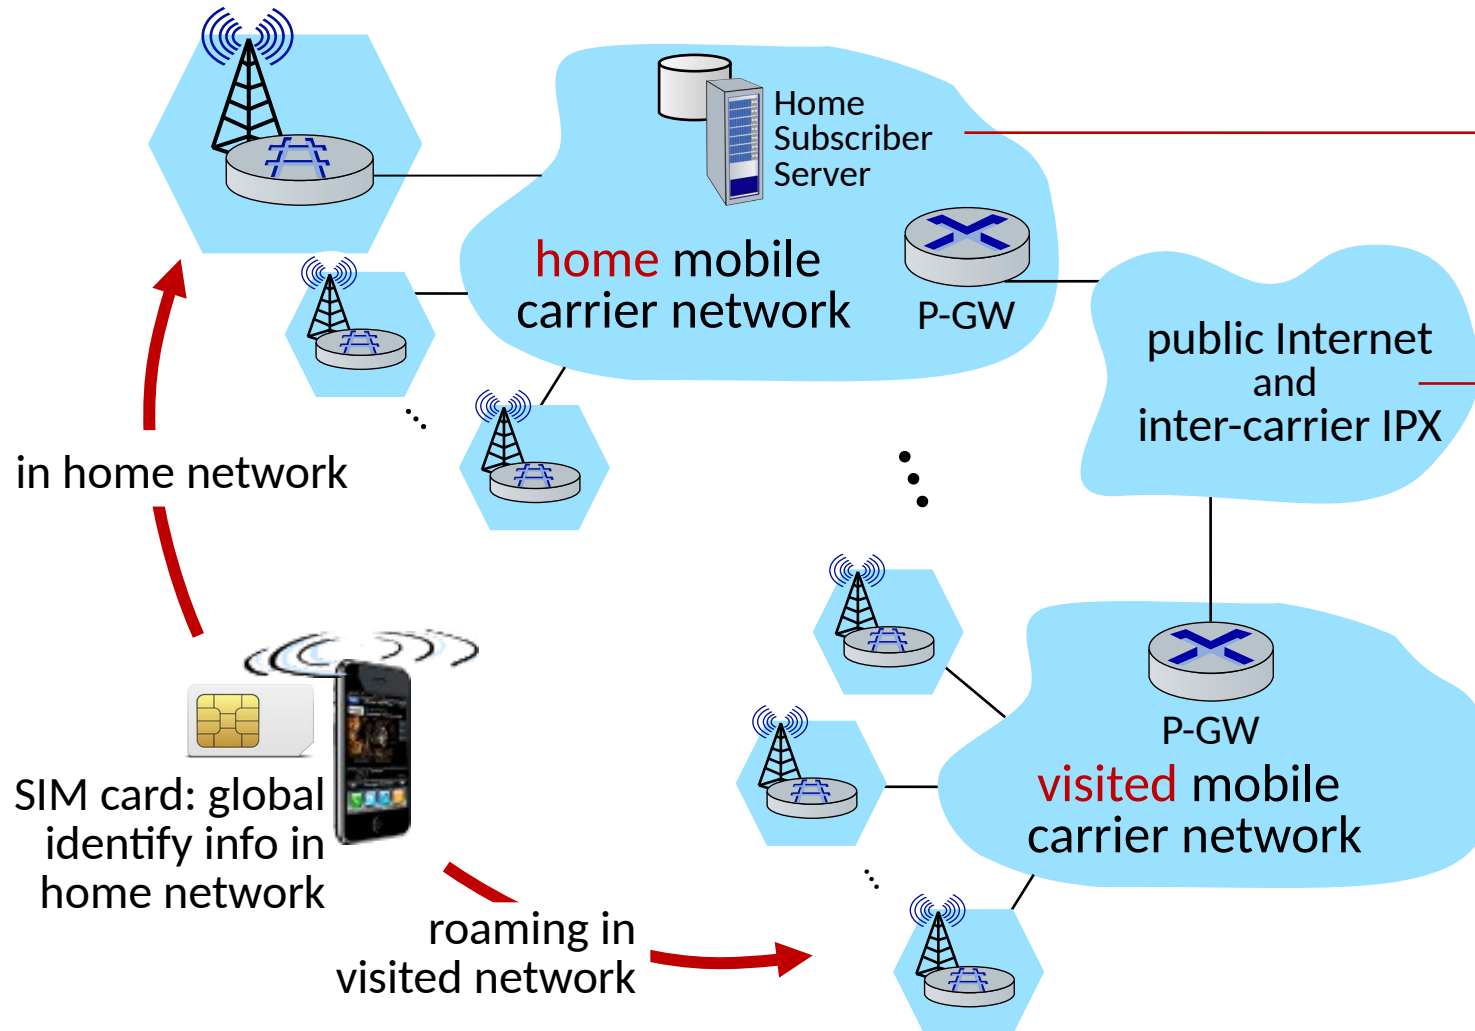 Home
Subscriber
Server
home mobile
carrier network
P-GW
public Internet
and
inter-carrier IPX
in home network
P-GW
visited mobile
carrier network
SIM card: global
identify info in
home network
roaming in
visited network